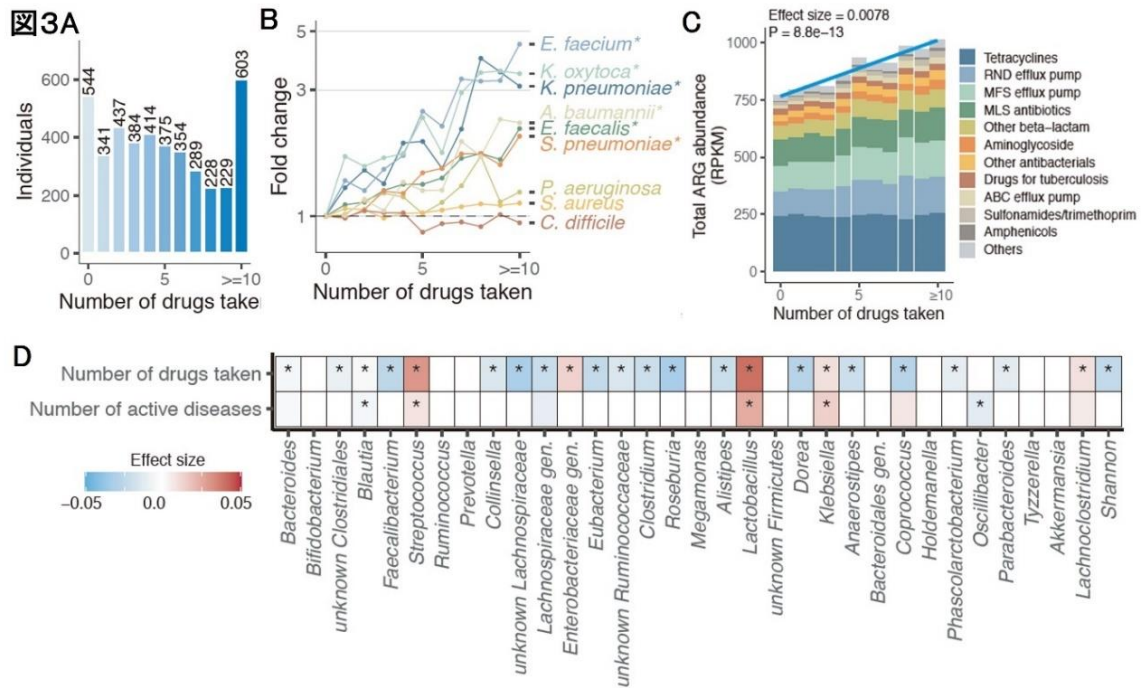 図3A
Individuals
600
400
200
0
544
341
437
384
414
375
354
289
228
229
603
0
5
>=10
Number of drugs taken
B
Fold change
5
3
1
E. faecium*
K. oxytoca*
K. pneumoniae*
A. baumannii*
E. faecalis*
S. pneumoniae*
P. aeruginosa
S. aureus
C. difficile
0
5
>=10
Number of drugs taken
C
Effect size = 0.0078
P = 8.8e−13
Total ARG abundance
(RPKM)
1000
750
500
250
0
0
5
≥10
Number of drugs taken
Tetracyclines
RND efflux pump
MFS efflux pump
MLS antibiotics
Other beta−lactam
Aminoglycoside
Other antibacterials
Drugs for tuberculosis
ABC efflux pump
Sulfonamides/trimethoprim
Amphenicols
Others
D
Number of drugs taken
* * * * * * * * * * * * * * * * * * * * * * * *
Number of active diseases
* * * * *
Effect size
−0.05
0.0
0.05
Bacteroides
Bifidobacterium
unknown Clostridiales
Blautia
Faecalibacterium
Streptococcus
Ruminococcus
Prevotella
Collinsella
unknown Lachnospiraceae
Lachnospiraceae gen.
Enterobacteriaceae gen.
Eubacterium
unknown Ruminococcaceae
Clostridium
Roseburia
Megamonas
Alistipes
Lactobacillus
unknown Firmicutes
Dorea
Klebsiella
Anaerostipes
Bacteroidales gen.
Coprococcus
Holdemanella
Phascolarctobacterium
Oscillibacter
Parabacteroides
Tyzzerella
Akkermansia
Lachnoclostridium
Shannon